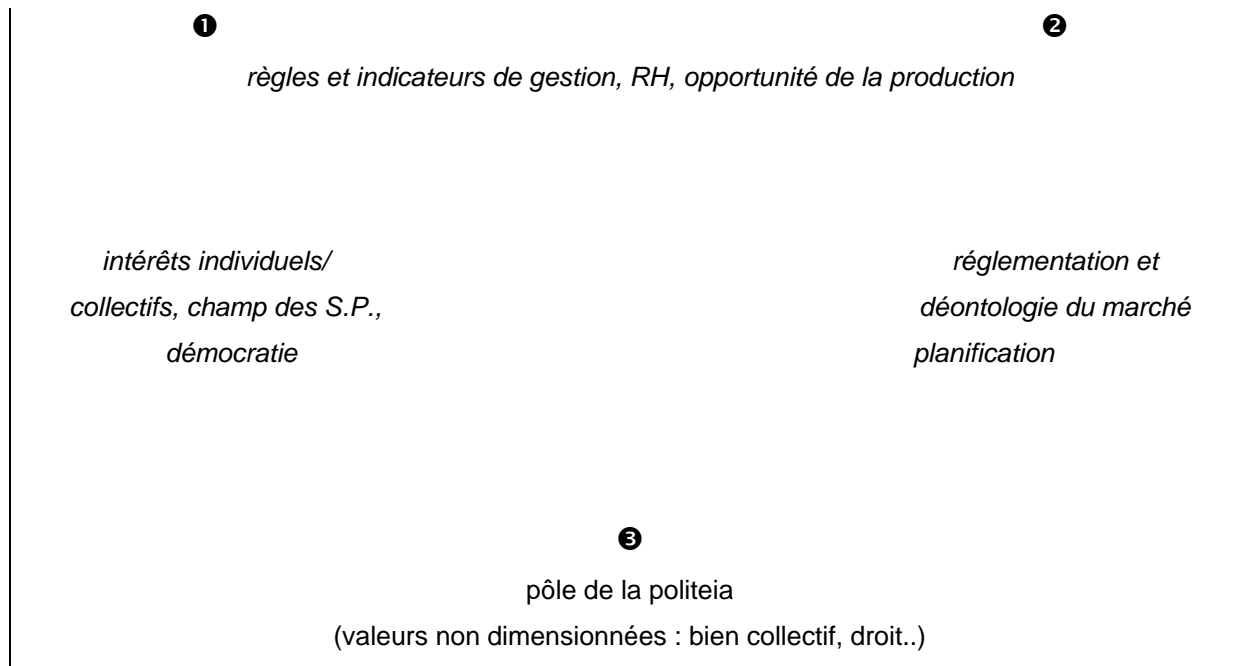 ❶ ❷
règles et indicateurs de gestion, RH, opportunité de la production
intérêts individuels/ réglementation et
collectifs, champ des S.P., déontologie du marché
démocratie planification
❸
pôle de la politeia
(valeurs non dimensionnées : bien collectif, droit..)